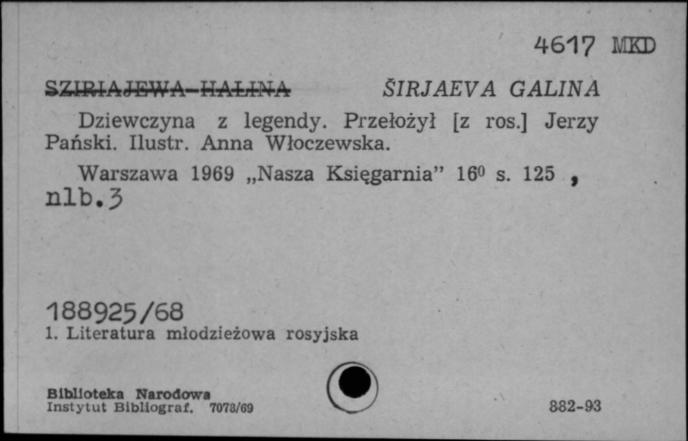 4617 MKD
SZIRIAJEWA HALINA ŠIRJAEVA GALINA
Dziewczyna z legendy. Przełożył [z ros.] Jerzy
Pański. Ilustr. Anna Włoczewska.
Warszawa 1969 „Nasza Księgarnia” 16⁰ s. 125 ,
nlb.3
188925/68
1. Literatura młodzieżowa rosyjska
Biblioteka Narodowa
Instytut Bibliograf. 7078/69
882-93